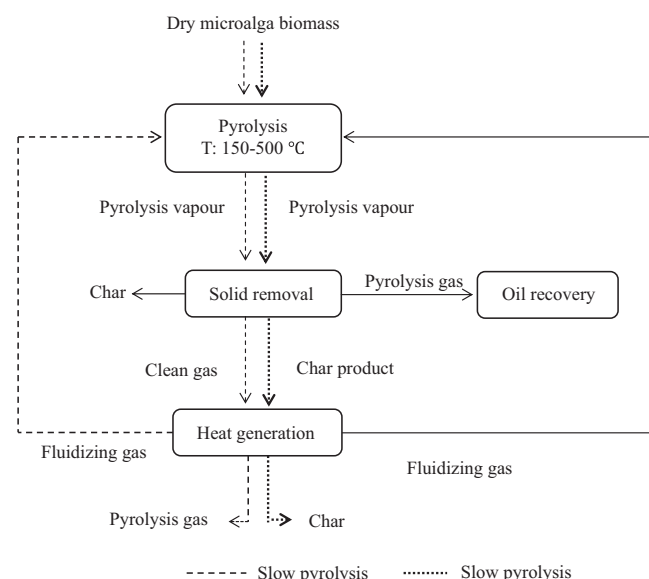 Dry microalga biomass
Pyrolysis
T: 150-500 ℃
Pyrolysis vapour
Pyrolysis vapour
Char
Solid removal
Pyrolysis gas
Oil recovery
Clean gas
Char product
Heat generation
Fluidizing gas
Fluidizing gas
Pyrolysis gas
Char
Slow pyrolysis
Slow pyrolysis